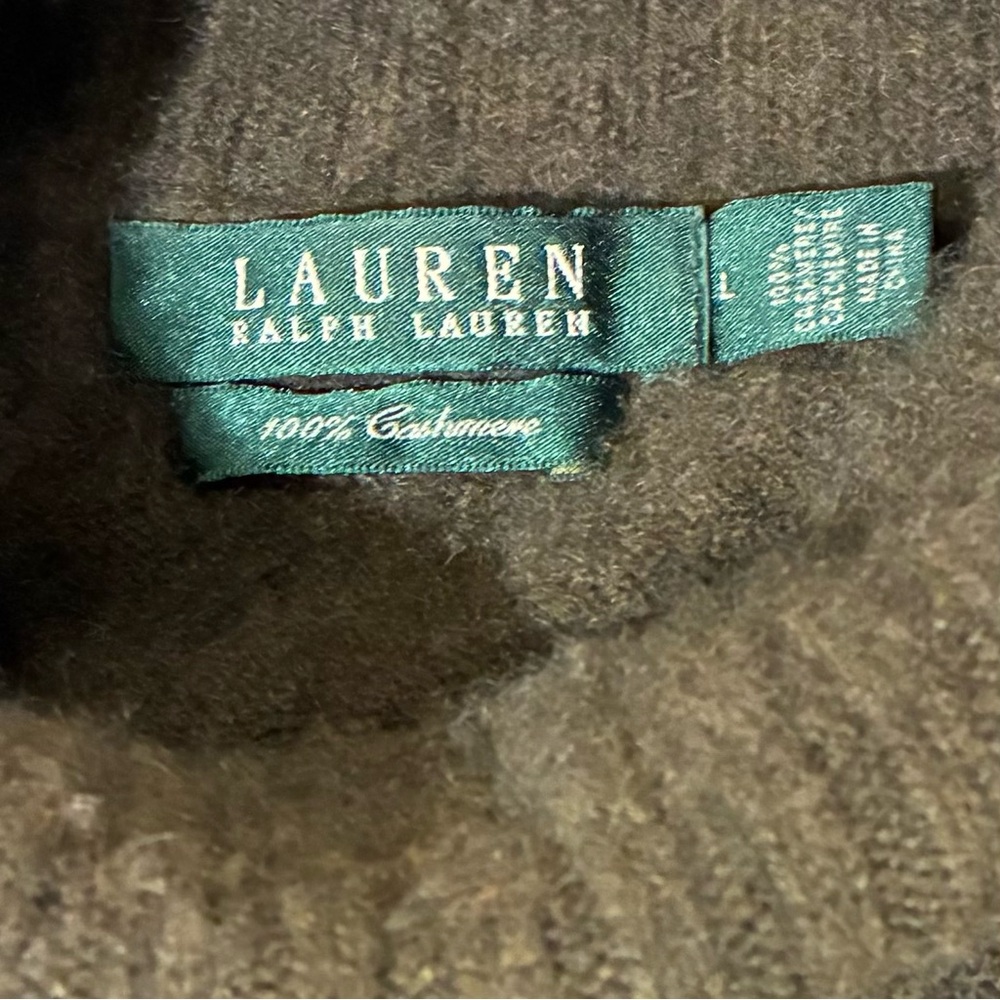 LAUREN
RALPH LAUREN
100% Cashmere
L
100%
CASHMERE/
CACHEMIRE
MADE IN
CHINA